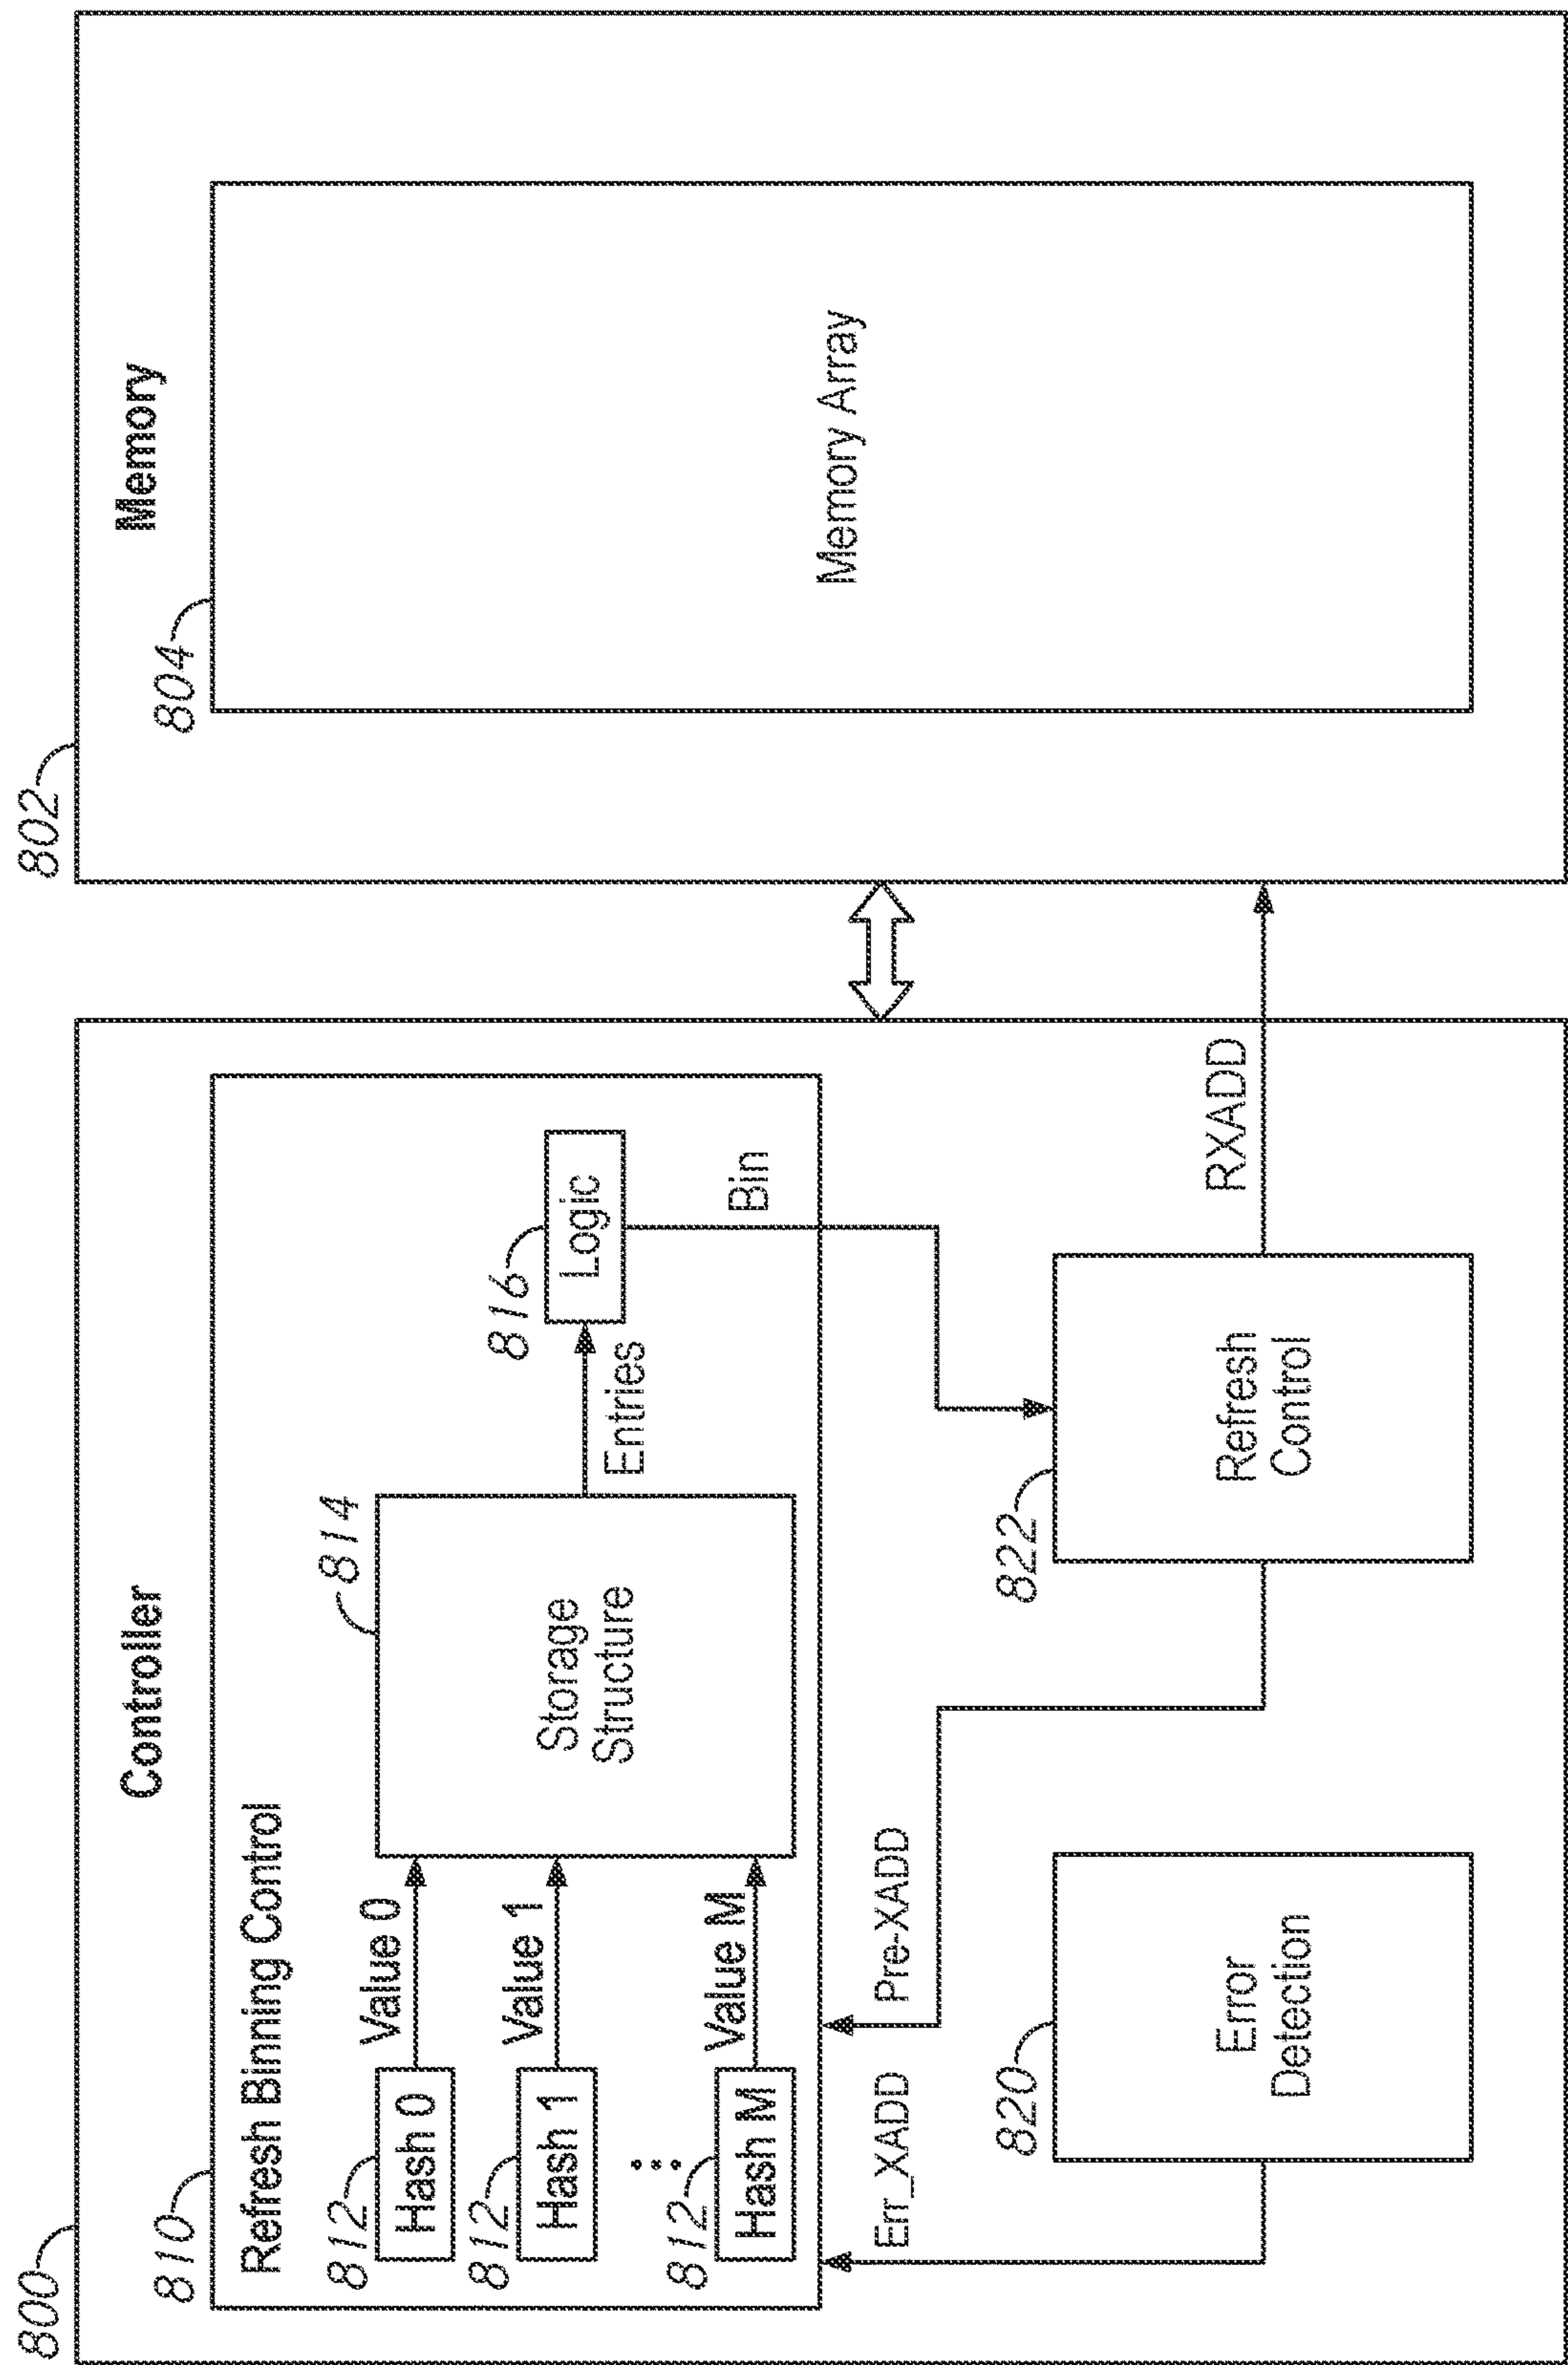 800
Controller
810
Refresh Binning Control
812
Hash 0
Value 0
812
Hash 1
Value 1
...
812
Hash M
Value M
814
Storage
Structure
Entries
816
Logic
Bin
Err_XADD
Pre-XADD
820
Error
Detection
822
Refresh
Control
RXADD
802
Memory
804
Memory Array